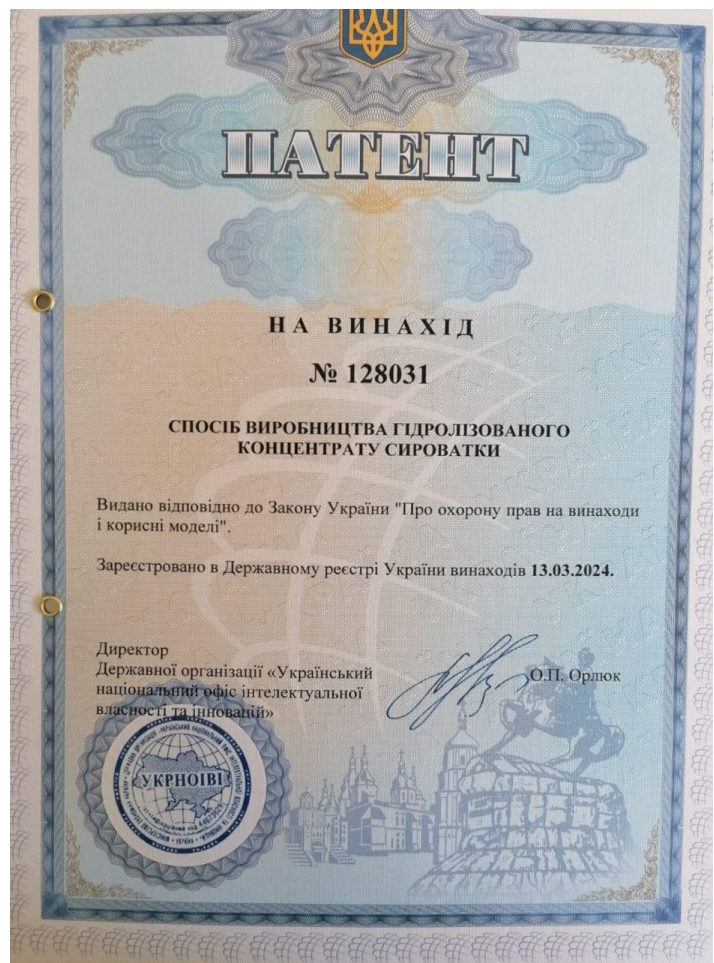 ПАТЕНТ
НА ВИНАХІД
№ 128031
СПОСІБ ВИРОБНИЦТВА ГІДРОЛІЗОВАНОГО
КОНЦЕНТРАТУ СИРОВАТКИ
Видано відповідно до Закону України "Про охорону прав на винаходи
і корисні моделі".
Зареєстровано в Державному реєстрі України винаходів 13.03.2024.
Директор
Державної організації «Український
національний офіс інтелектуальної
власності та інновацій»
О.П. Орлюк
УКРНОІВІ